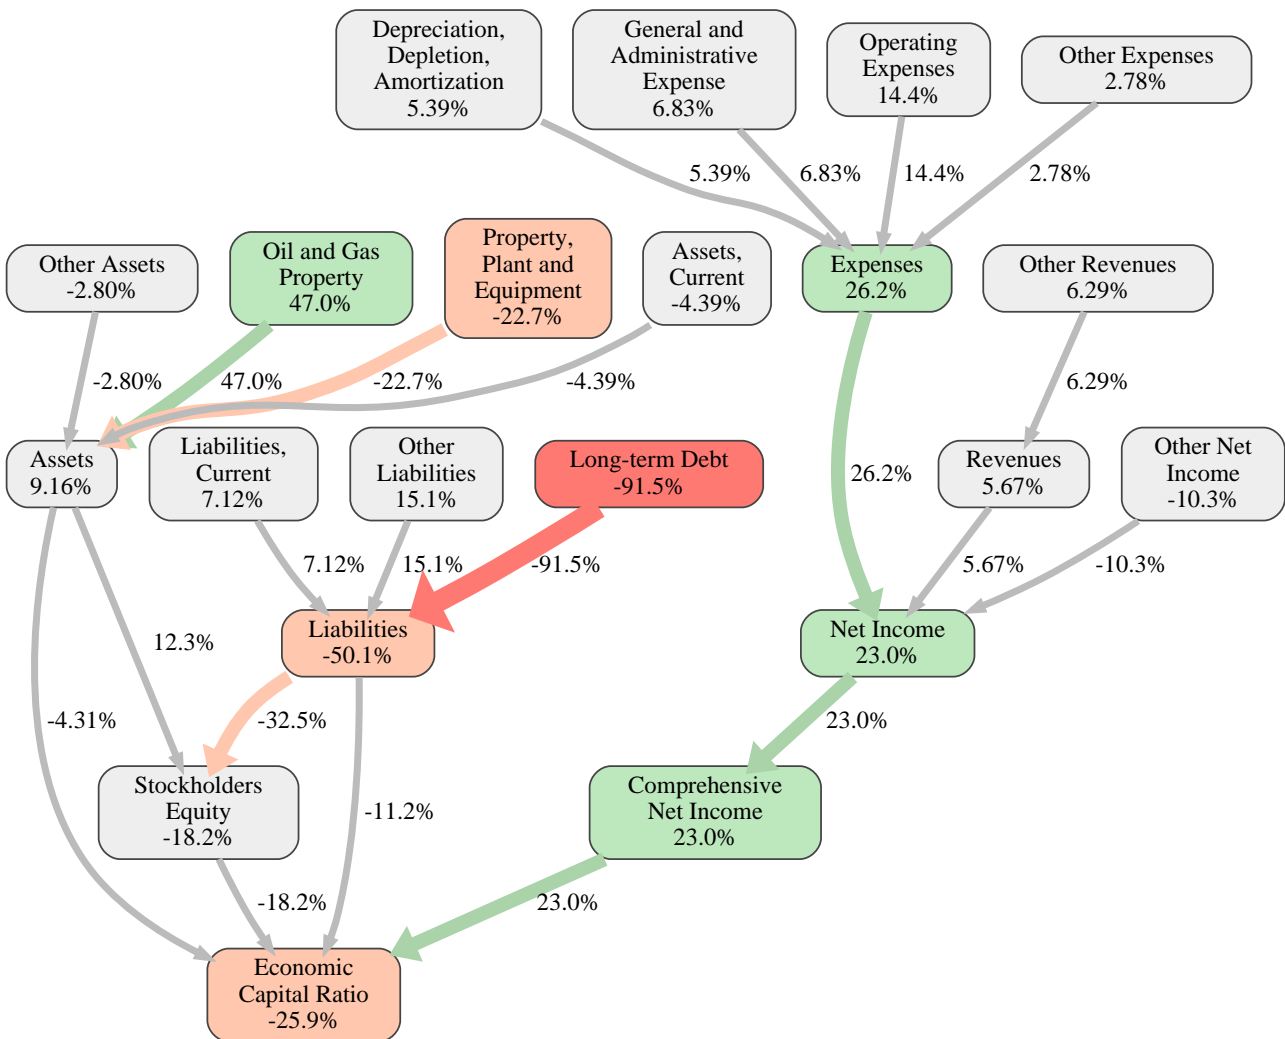 Depreciation,
Depletion,
Amortization
5.39%
General and
Administrative
Expense
6.83%
Operating
Expenses
14.4%
Other Expenses
2.78%
5.39%
6.83%
14.4%
2.78%
Other Assets
-2.80%
Oil and Gas
Property
47.0%
Property,
Plant and
Equipment
-22.7%
Assets,
Current
-4.39%
Expenses
26.2%
Other Revenues
6.29%
-2.80%
47.0%
-22.7%
-4.39%
6.29%
Assets
9.16%
Liabilities,
Current
7.12%
Other
Liabilities
15.1%
Long-term Debt
-91.5%
26.2%
Revenues
5.67%
Other Net
Income
-10.3%
7.12%
15.1%
-91.5%
5.67%
-10.3%
12.3%
Liabilities
-50.1%
Net Income
23.0%
-4.31%
-32.5%
23.0%
Stockholders
Equity
-18.2%
-11.2%
Comprehensive
Net Income
23.0%
-18.2%
23.0%
Economic
Capital Ratio
-25.9%